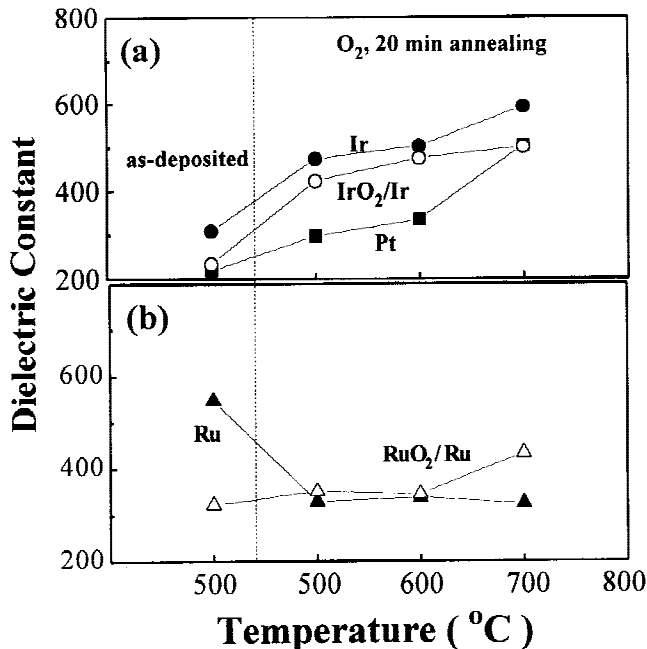 800
(a)
O₂, 20 min annealing
600
Ir
as-deposited
400
IrO₂/Ir
Pt
200
Dielectric Constant
(b)
600
Ru
RuO₂/Ru
400
200
500 500 600 700 800
Temperature ( °C )